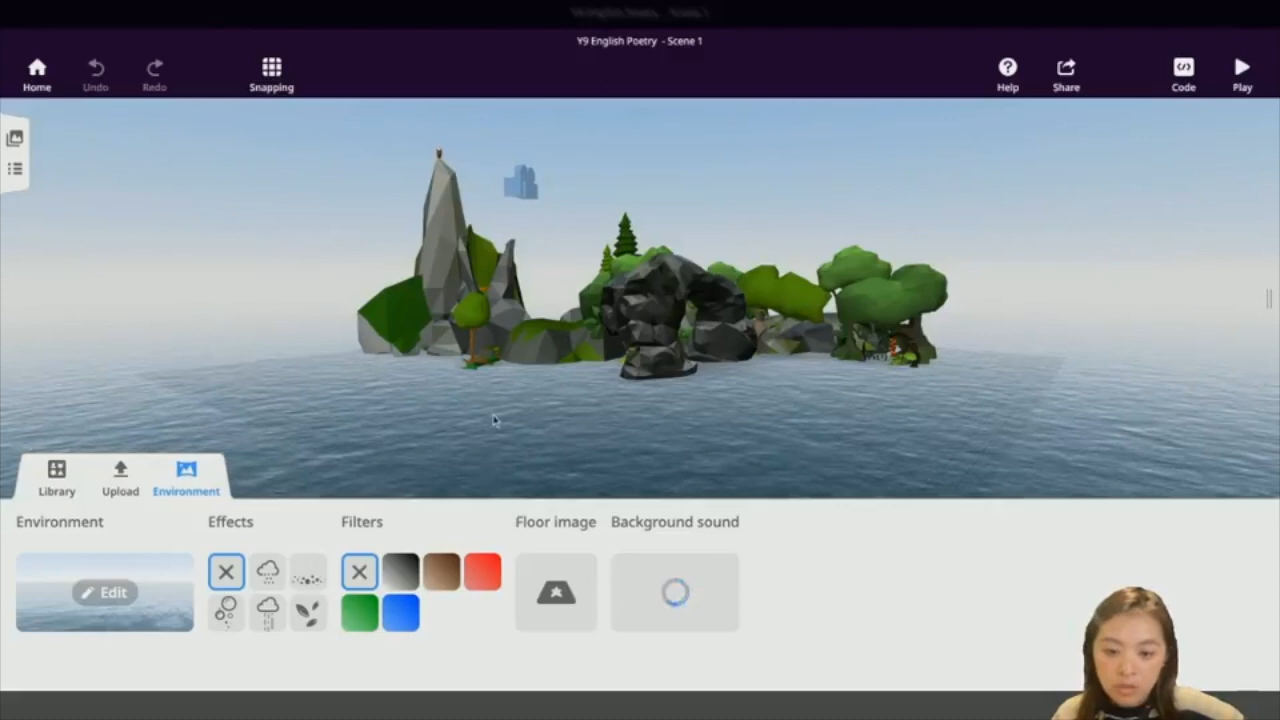 Y9 English Poetry - Scene 1
Home
Undo
Redo
Snapping
Help
Share
Code
Play
Library
Upload
Environment
Environment
Effects
Filters
Floor image
Background sound
Edit